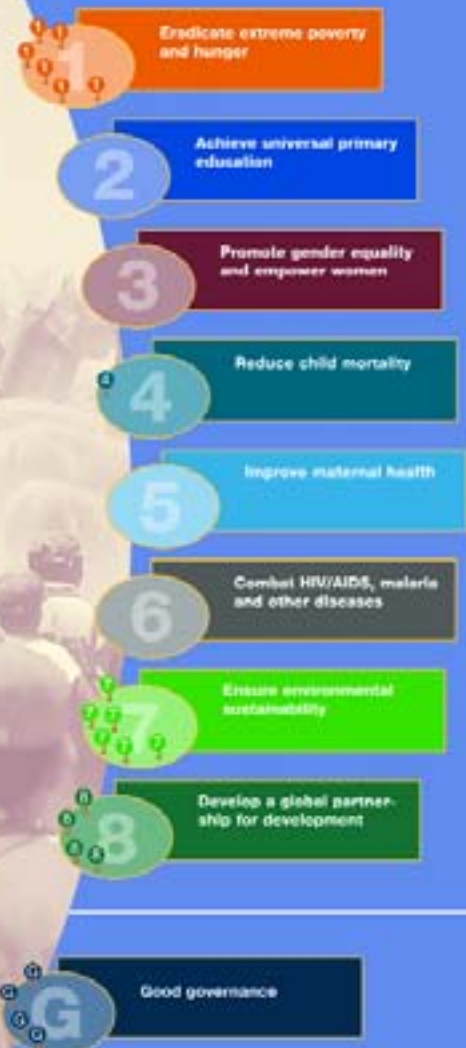 1
Eradicate extreme poverty
and hunger
2
Achieve universal primary
education
3
Promote gender equality
and empower women
4
Reduce child mortality
5
Improve maternal health
6
Combat HIV/AIDS, malaria
and other diseases
7
Ensure environmental
sustainability
8
Develop a global partner-
ship for development
G
Good governance